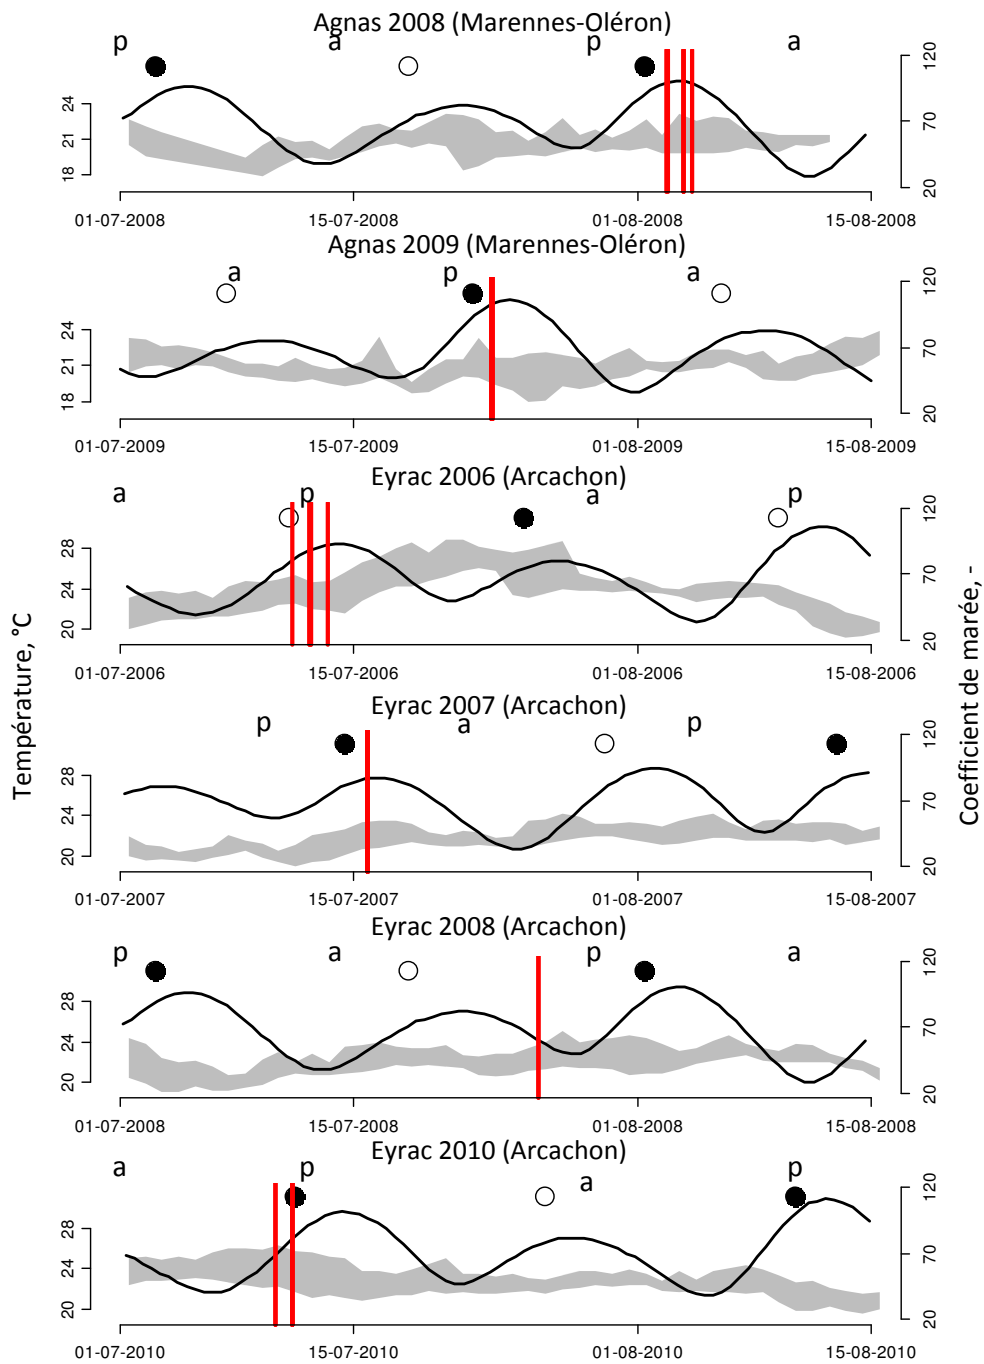 Agnas 2008 (Marennes-Oléron)
p a p a
24 21 18
120 70 20
01-07-2008 15-07-2008 01-08-2008 15-08-2008
Agnas 2009 (Marennes-Oléron)
a p a
24 21 18
120 70 20
01-07-2009 15-07-2009 01-08-2009 15-08-2009
Eyrac 2006 (Arcachon)
a p a p
28 24 20
120 70 20
01-07-2006 15-07-2006 01-08-2006 15-08-2006
Température, °C
Coefficient de marée, -
Eyrac 2007 (Arcachon)
p a p
28 24 20
120 70 20
01-07-2007 15-07-2007 01-08-2007 15-08-2007
Eyrac 2008 (Arcachon)
p a p a
28 24 20
120 70 20
01-07-2008 15-07-2008 01-08-2008 15-08-2008
Eyrac 2010 (Arcachon)
a p a p
28 24 20
120 70 20
01-07-2010 15-07-2010 01-08-2010 15-08-2010